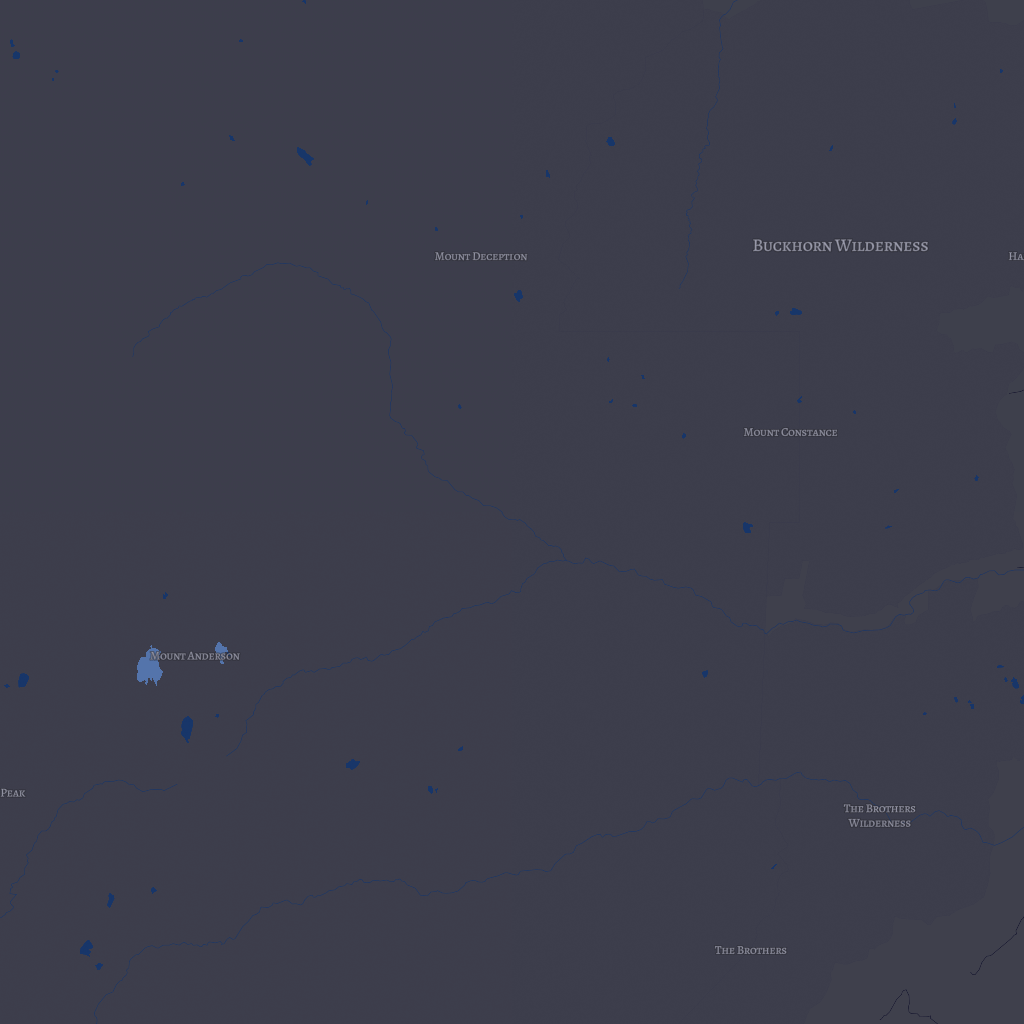 Buckhorn Wilderness
Mount Deception
Ha
Mount Constance
Mount Anderson
Peak
The Brothers
Wilderness
The Brothers